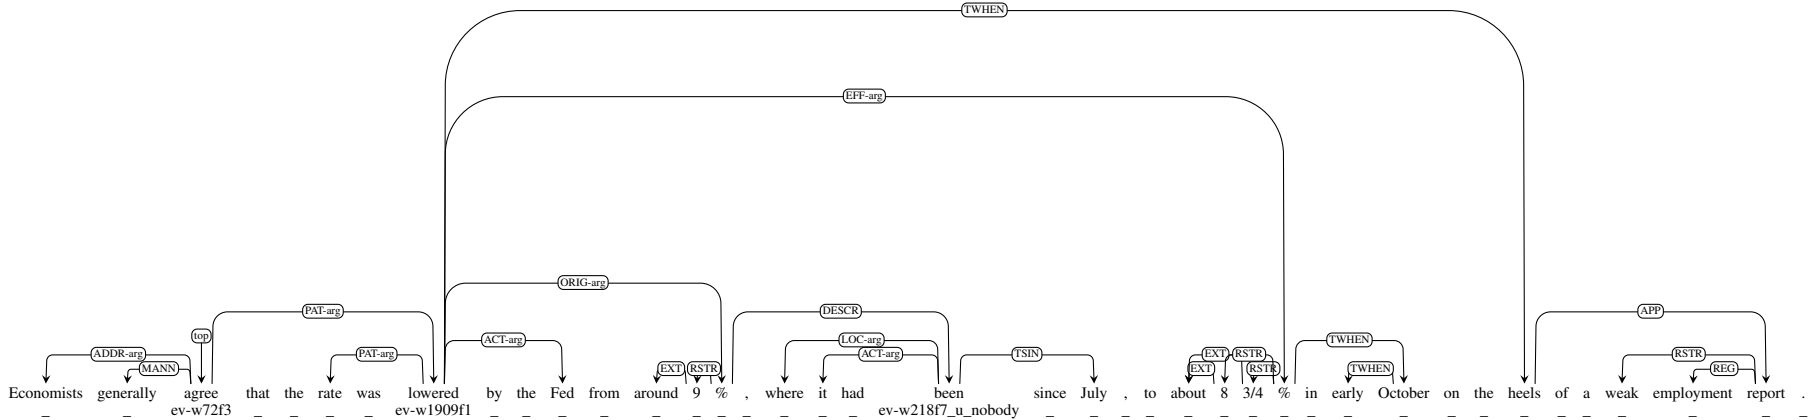 TWHEN
EFF-arg
ORIG-arg
PAT-arg DESCR APP
top
ACT-arg LOC-arg TWHEN
ADDR-arg PAT-arg ACT-arg TSIN EXT RSTR RSTR
MANN EXT RSTR EXT RSTR TWHEN REG
Economists generally agree that the rate was lowered by the Fed from around 9 % , where it had been since July , to about 8 3/4 % in early October on the heels of a weak employment report .
_ _ ev-w72f3 _ _ _ _ ev-w1909f1 _ _ _ _ _ _ _ _ _ _ _ ev-w218f7_u_nobody _ _ _ _ _ _ _ _ _ _ _ _ _ _ _ _ _ _ _ _